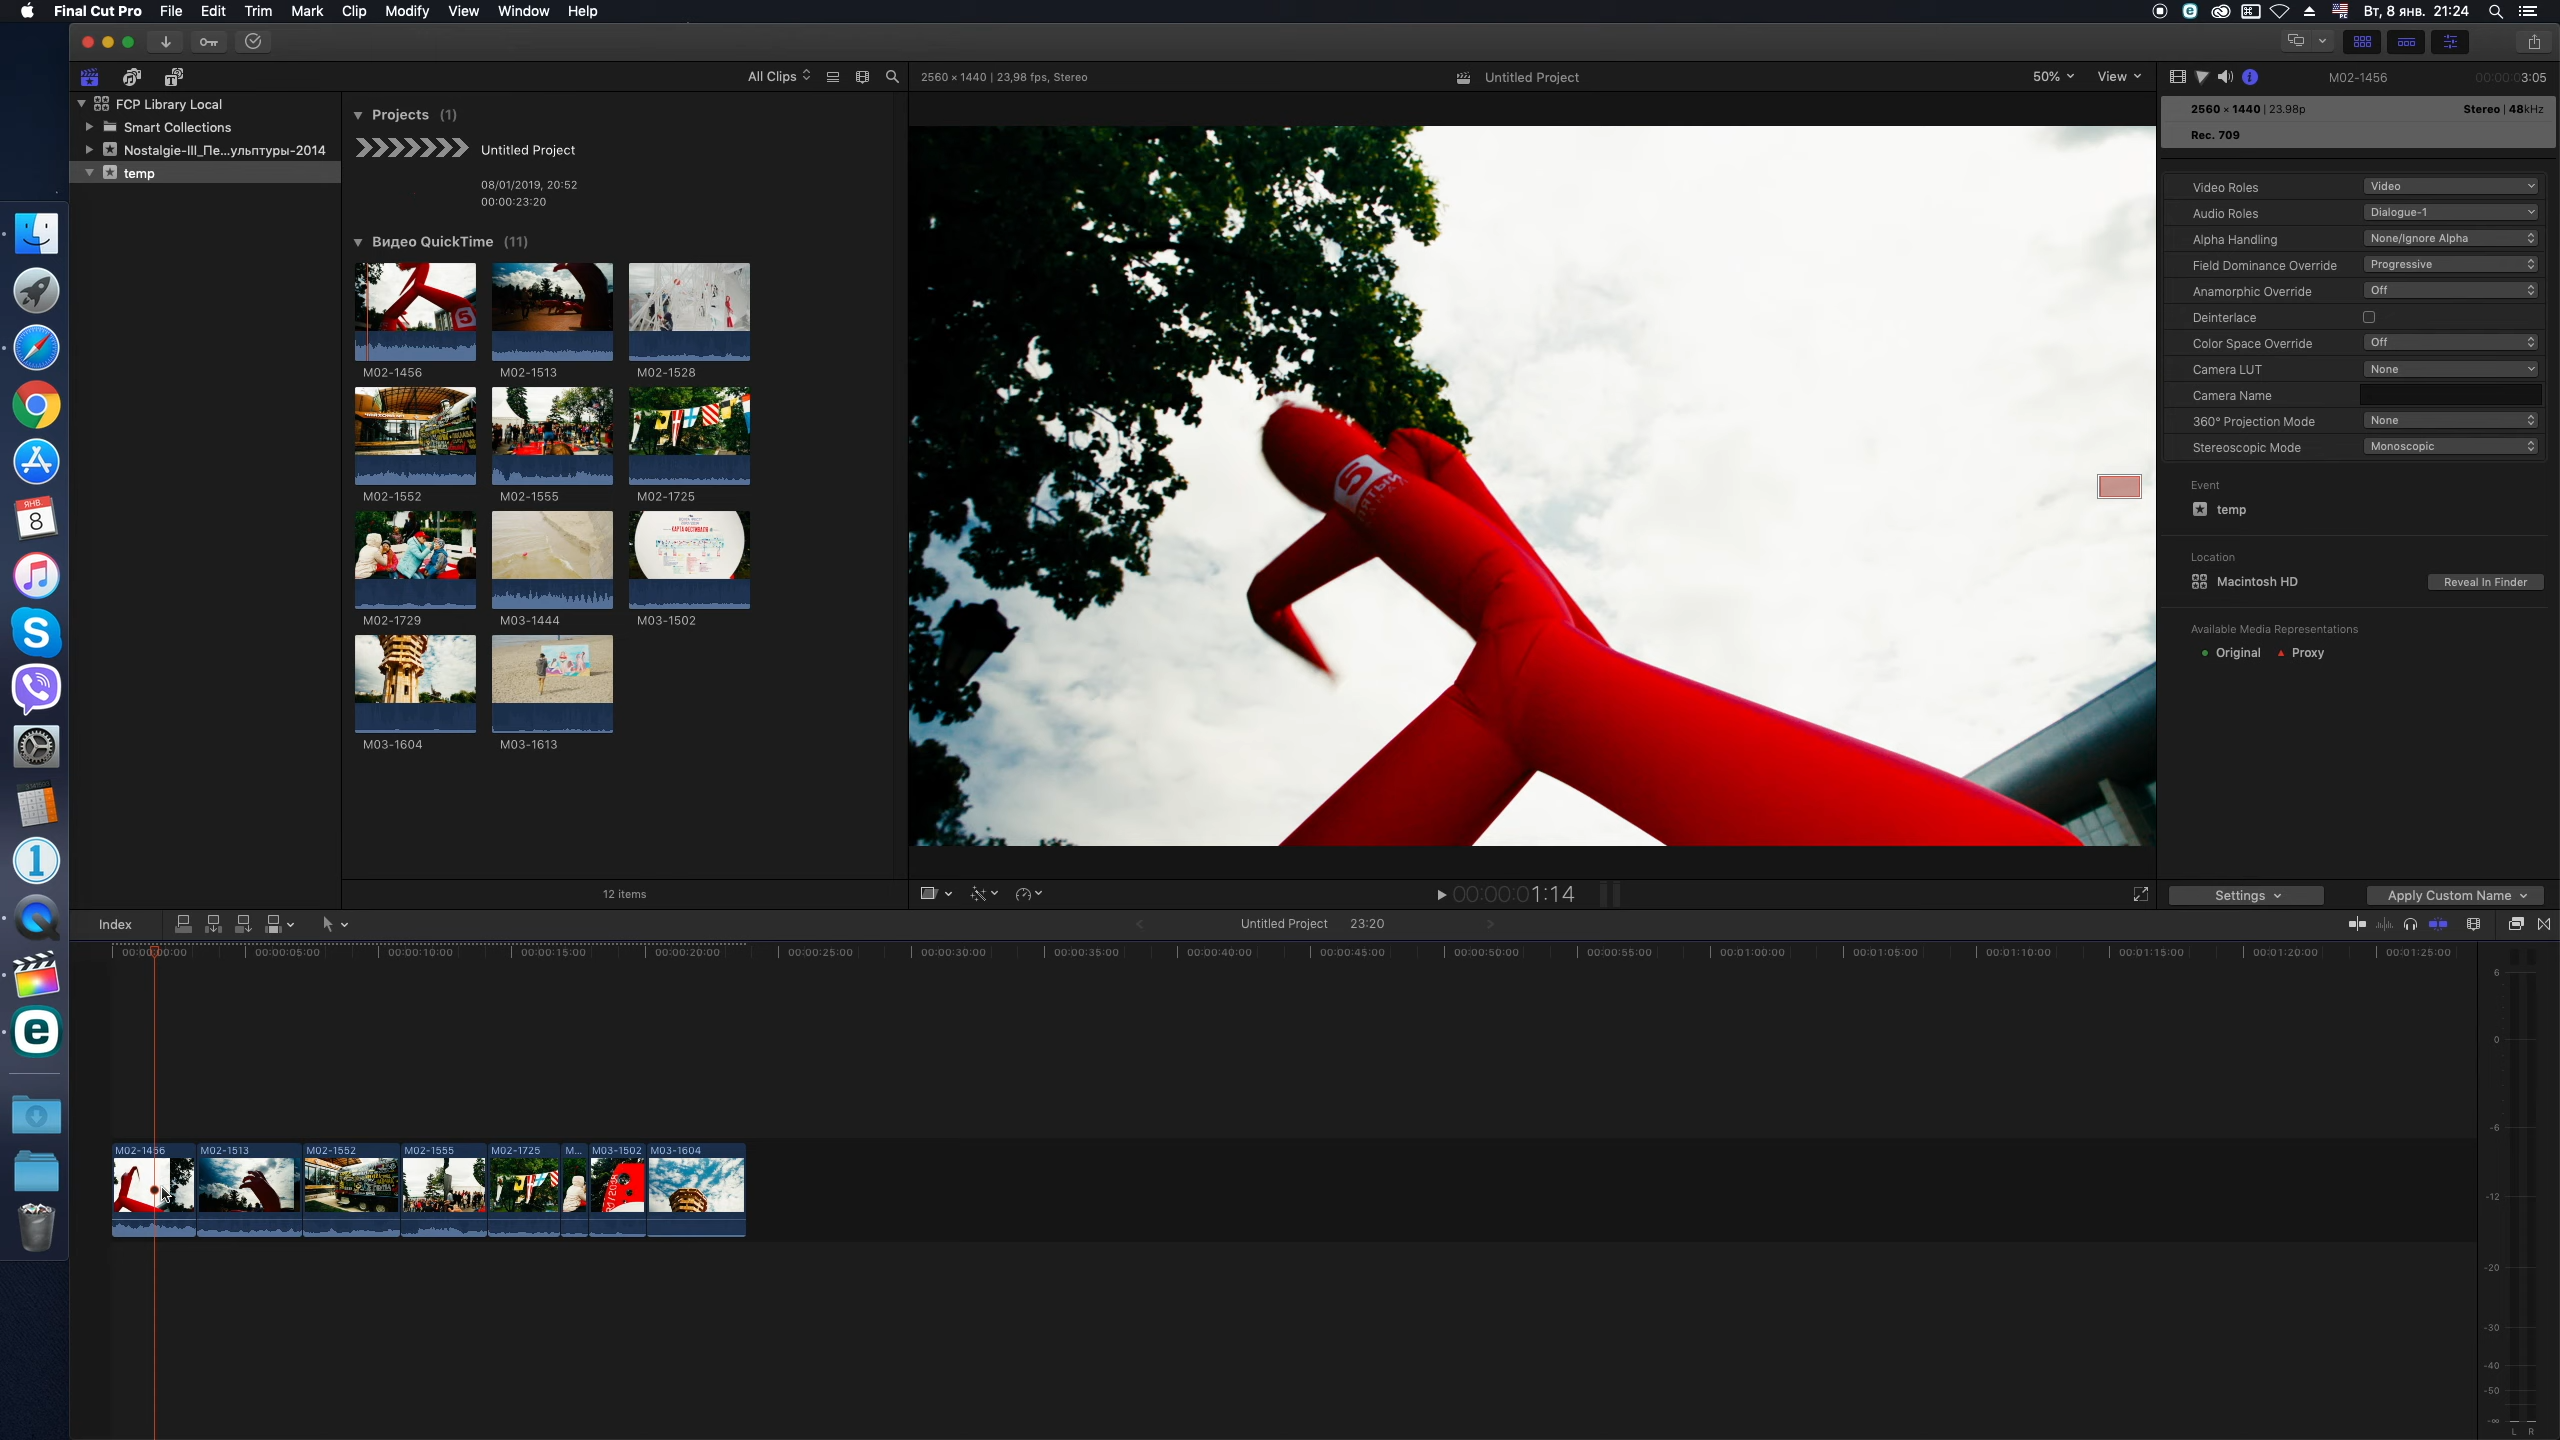 Final Cut Pro File Edit Trim Mark Clip Modify View Window Help
Вт, 8 янв. 21:24
All Clips
2560 × 1440 | 23,98 fps, Stereo
Untitled Project
50%
View
M02-1456
00:00:03:05
FCP Library Local
Smart Collections
Nostalgie-III_Пе...ульптуры-2014
temp
Projects (1)
Untitled Project
08/01/2019, 20:52
00:00:23:20
Видео QuickTime (11)
M02-1456
M02-1513
M02-1528
M02-1552
M02-1555
M02-1725
КАРТА ФЕСТИВАЛЯ
M02-1729
M03-1444
M03-1502
M03-1604
M03-1613
12 items
5
2560 × 1440 | 23.98p
Stereo | 48kHz
Rec. 709
Video Roles Video
Audio Roles Dialogue-1
Alpha Handling None/Ignore Alpha
Field Dominance Override Progressive
Anamorphic Override Off
Deinterlace
Color Space Override Off
Camera LUT None
Camera Name
360° Projection Mode None
Stereoscopic Mode Monoscopic
Event
temp
Location
Macintosh HD
Reveal In Finder
Available Media Representations
Original Proxy
Settings
Apply Custom Name
00:00:01:14
Index
Untitled Project 23:20
00:00:00:00 00:00:05:00 00:00:10:00 00:00:15:00 00:00:20:00 00:00:25:00 00:00:30:00 00:00:35:00 00:00:40:00 00:00:45:00 00:00:50:00 00:00:55:00 00:01:00:00 00:01:05:00 00:01:10:00 00:01:15:00 00:01:20:00 00:01:25:00
M02-1456 M02-1513 M02-1552 M02-1555 M02-1725 M... M03-1502 M03-1604
6
0
-6
-12
-20
-30
-40
-50
-∞
L R
ЯНВ.
8